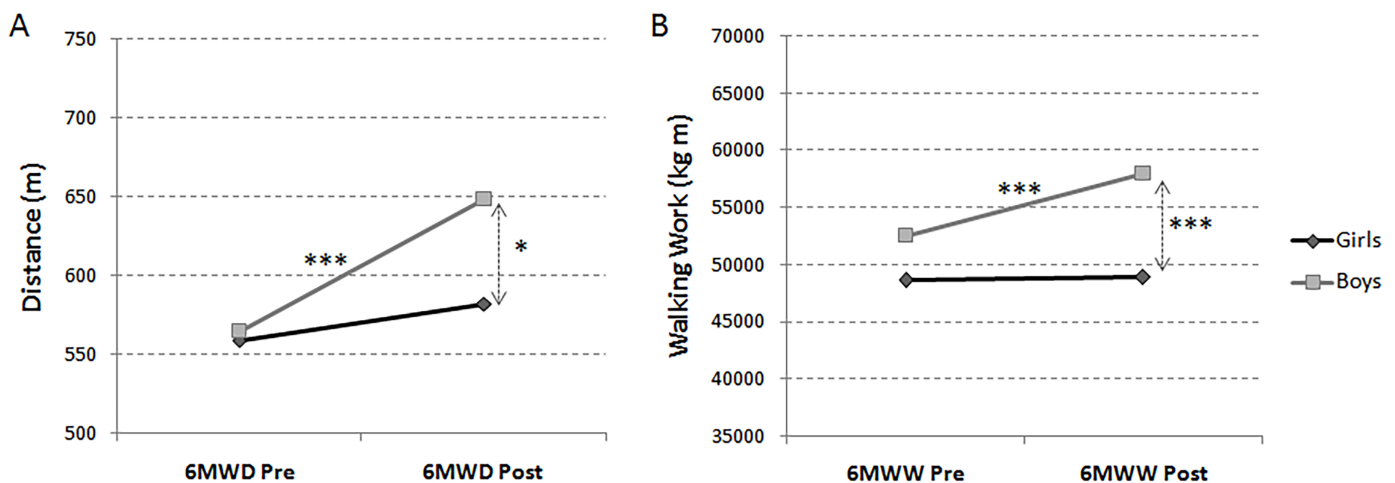 A
750
700
650
600
550
500
Distance (m)
***
*
6MWD Pre
6MWD Post
B
70000
65000
60000
55000
50000
45000
40000
35000
Walking Work (kg m)
***
***
6MWW Pre
6MWW Post
Girls
Boys